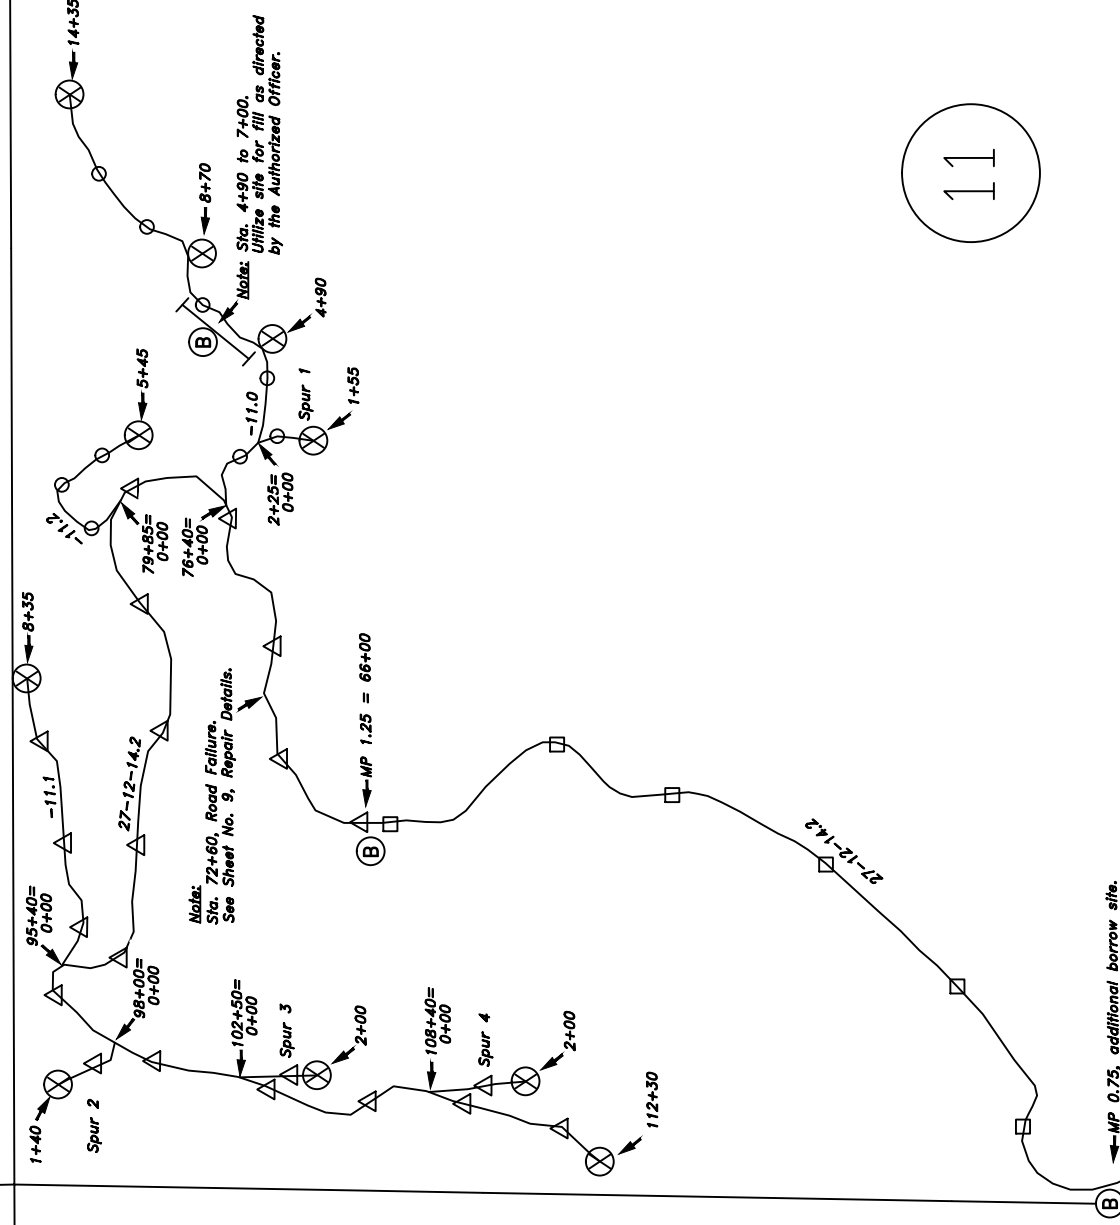 14+35
Note: Sta. 4+90 to 7+00.
Utilize site for fill as directed
by the Authorized Officer.
8+70
B
4+90
11
5+45
-11.0
Spur 1
1+55
2+25=
0+00
-11.2
79+85=
0+00
76+40=
0+00
8+35
-11.1
27-12-14.2
Note:
Sta. 72+60, Road Failure.
See Sheet No. 9, Repair Details.
MP 1.25 = 66+00
B
27-12-14.2
95+40=
0+00
98+00=
0+00
1+40
Spur 2
102+50=
0+00
Spur 3
2+00
108+40=
0+00
Spur 4
2+00
112+30
MP 0.75, additional borrow site.
B